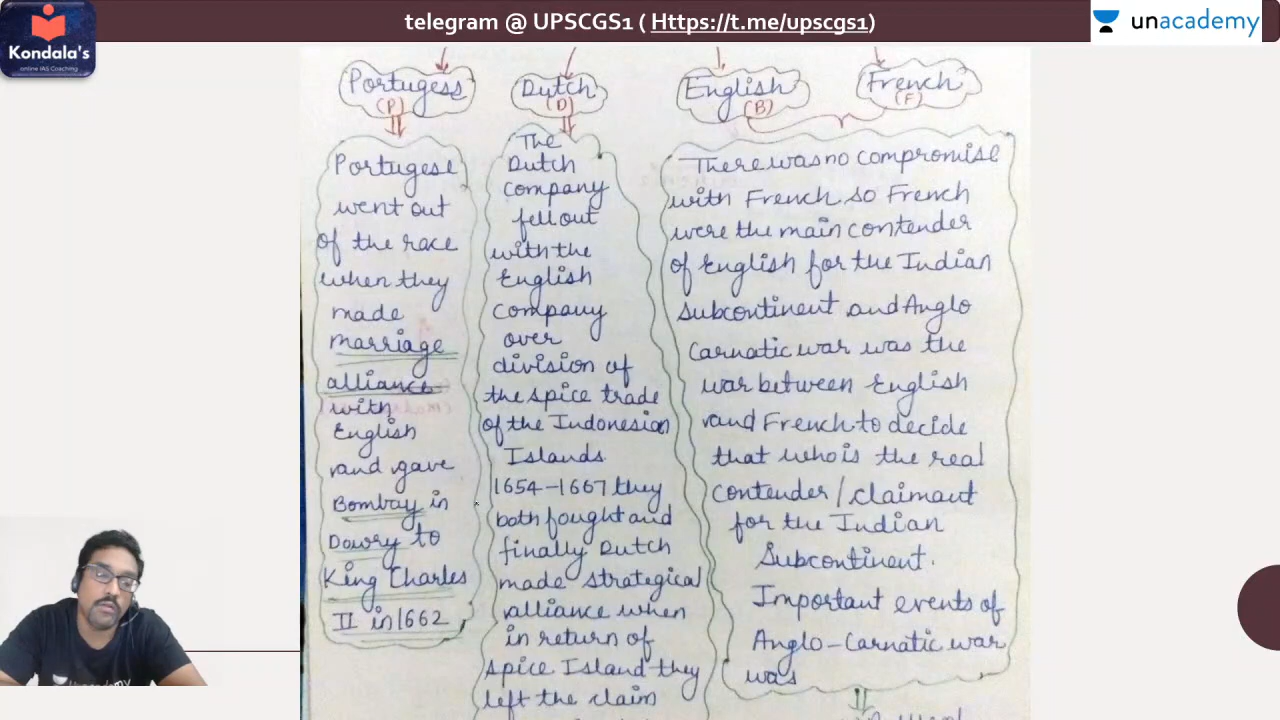 telegram @ UPSCGS1 ( Https://t.me/upscgs1)
Kondala's
online IAS Coaching
unacademy
Portugess
(P)
Dutch
(D)
English
(B)
French
(F)
Portugese
went out
of the race
when they
made
marriage
alliance
with
English
and gave
Bombay in
Dowry to
King Charles
II in 1662
The
Dutch
company
fell out
with the
English
company
over
division of
the spice trade
of the Indonesian
Islands.
1654-1667 they
both fought and
finally Dutch
made strategical
alliance when
in return of
spice Island they
left the claim
There was no compromise
with French so French
were the main contender
of English for the Indian
subcontinent and Anglo
Carnatic war was the
war between English
and French to decide
that who is the real
contender/claimant
for the Indian
Subcontinent.
Important events of
Anglo-Carnatic war
was
unacademy